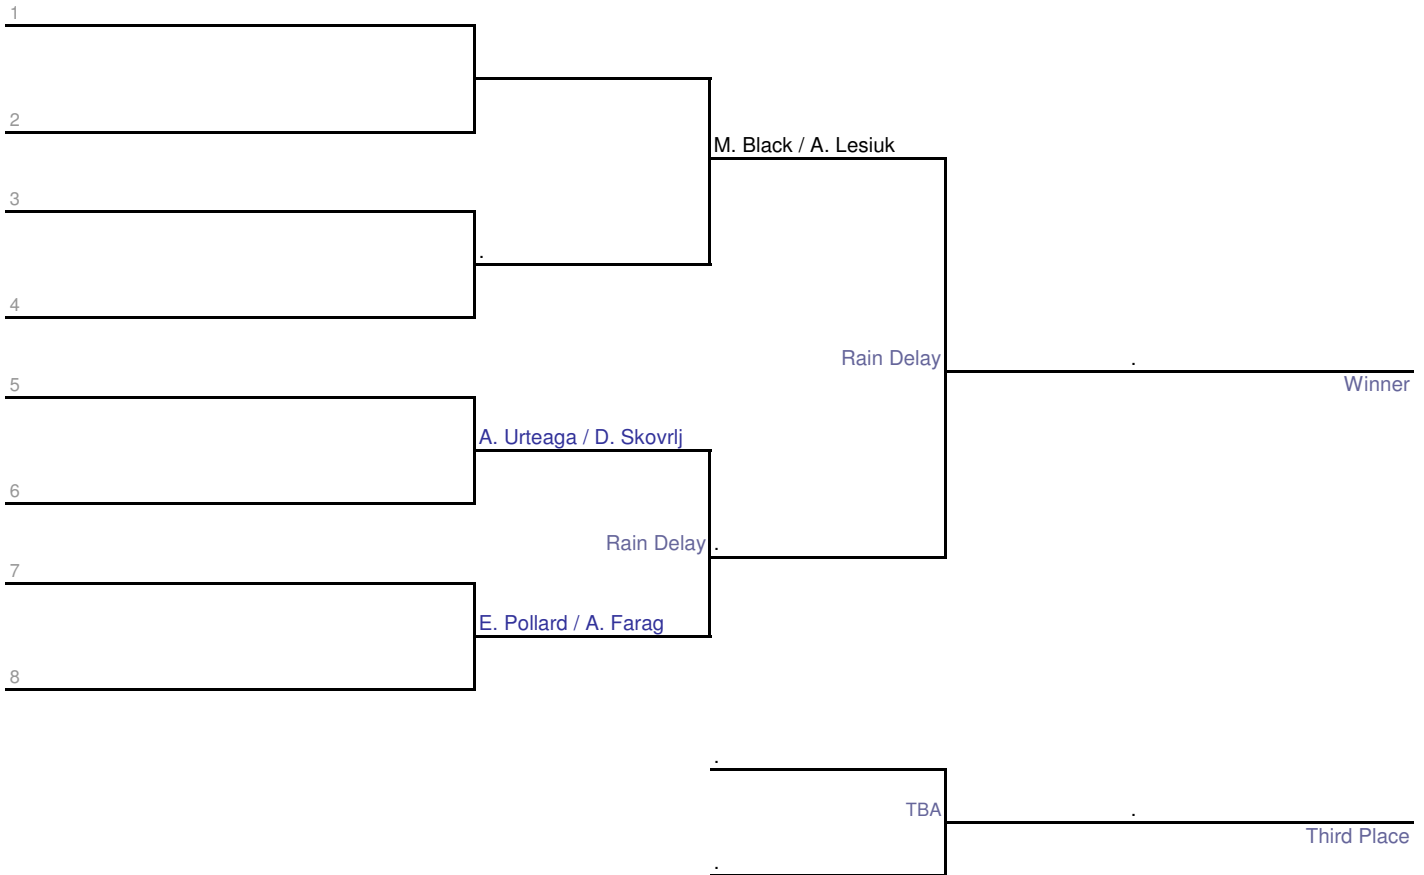 1
2
M. Black / A. Lesiuk
3
.
4
Rain Delay
.
Winner
5
A. Urteaga / D. Skovrlj
6
Rain Delay
.
7
E. Pollard / A. Farag
8
.
TBA
.
Third Place
.